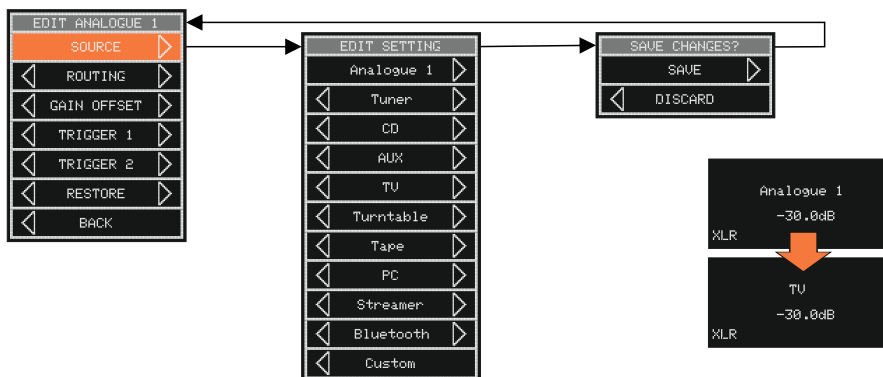 EDIT ANALOGUE 1
SOURCE
ROUTING
GAIN OFFSET
TRIGGER 1
TRIGGER 2
RESTORE
BACK
EDIT SETTING
Analogue 1
Tuner
CD
AUX
TV
Turntable
Tape
PC
Streamer
Bluetooth
Custom
SAVE CHANGES?
SAVE
DISCARD
Analogue 1
-30.0dB
XLR
TV
-30.0dB
XLR